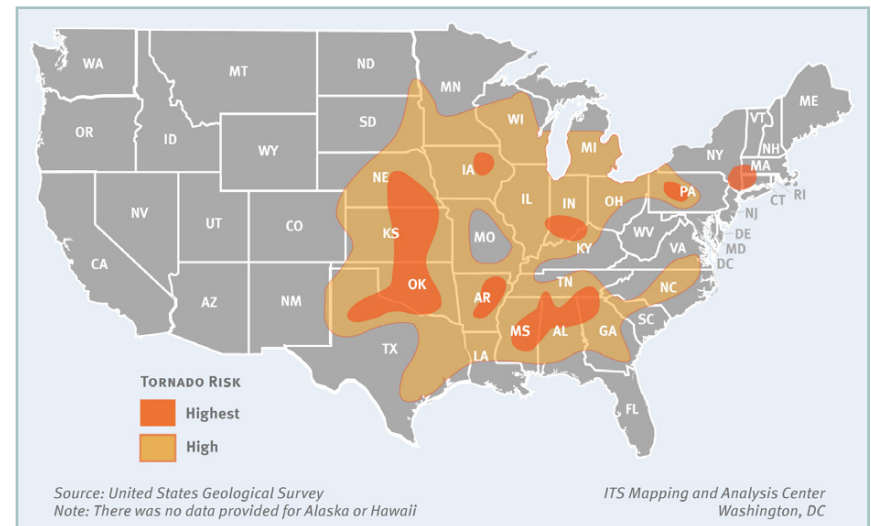 WA
MT
ND
MN
ME
OR
ID
SD
WI
VT
NH
WY
MI
NY
MA
CT
RI
NE
IA
PA
NV
UT
CO
IL
IN
OH
NJ
DE
MD
DC
CA
KS
MO
WV
VA
KY
AZ
NM
OK
AR
TN
NC
SC
TX
LA
MS
AL
GA
FL
TORNADO RISK
Highest
High
Source: United States Geological Survey
Note: There was no data provided for Alaska or Hawaii
ITS Mapping and Analysis Center
Washington, DC